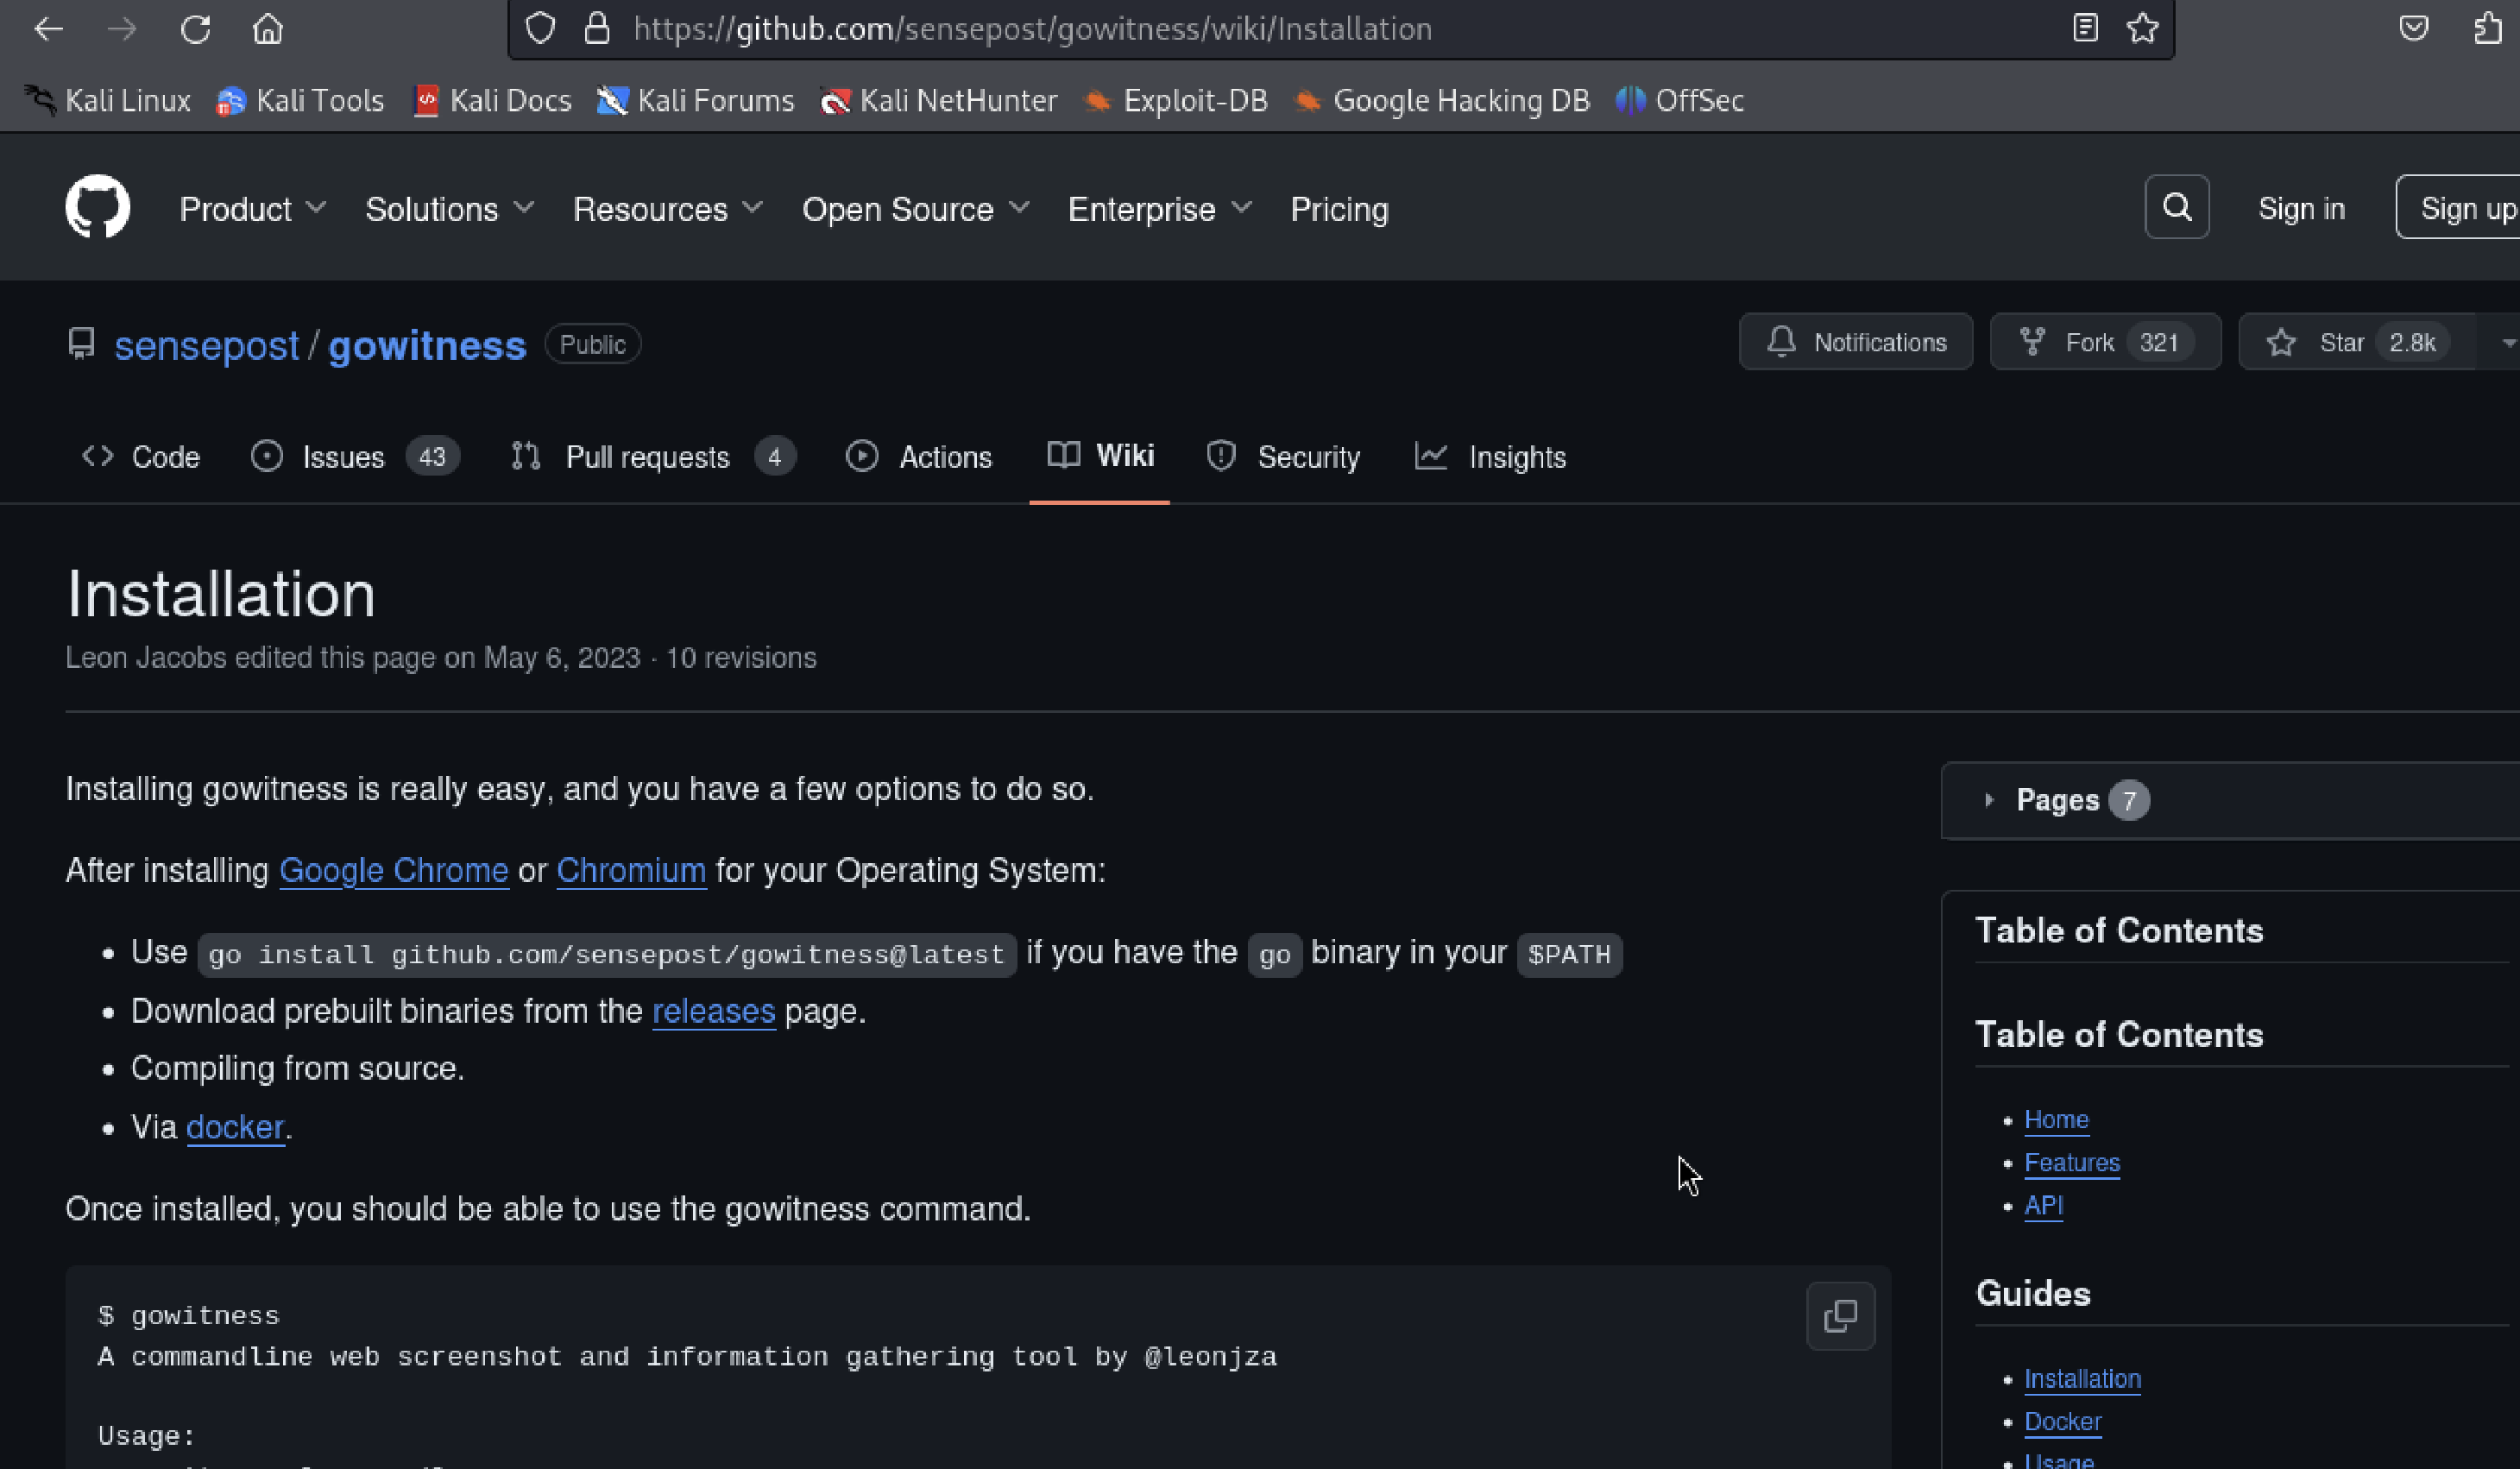 https://github.com/sensepost/gowitness/wiki/Installation
Kali Linux Kali Tools Kali Docs Kali Forums Kali NetHunter Exploit-DB Google Hacking DB OffSec
Product Solutions Resources Open Source Enterprise Pricing Sign in Sign up
sensepost / gowitness Public Notifications Fork 321 Star 2.8k
Code Issues 43 Pull requests 4 Actions Wiki Security Insights
Installation
Leon Jacobs edited this page on May 6, 2023 · 10 revisions
Installing gowitness is really easy, and you have a few options to do so.
After installing Google Chrome or Chromium for your Operating System:
• Use go install github.com/sensepost/gowitness@latest if you have the go binary in your $PATH
• Download prebuilt binaries from the releases page.
• Compiling from source.
• Via docker.
Once installed, you should be able to use the gowitness command.
$ gowitness
A commandline web screenshot and information gathering tool by @leonjza
Usage:
Pages 7
Table of Contents
Table of Contents
• Home
• Features
• API
Guides
• Installation
• Docker
• Usage